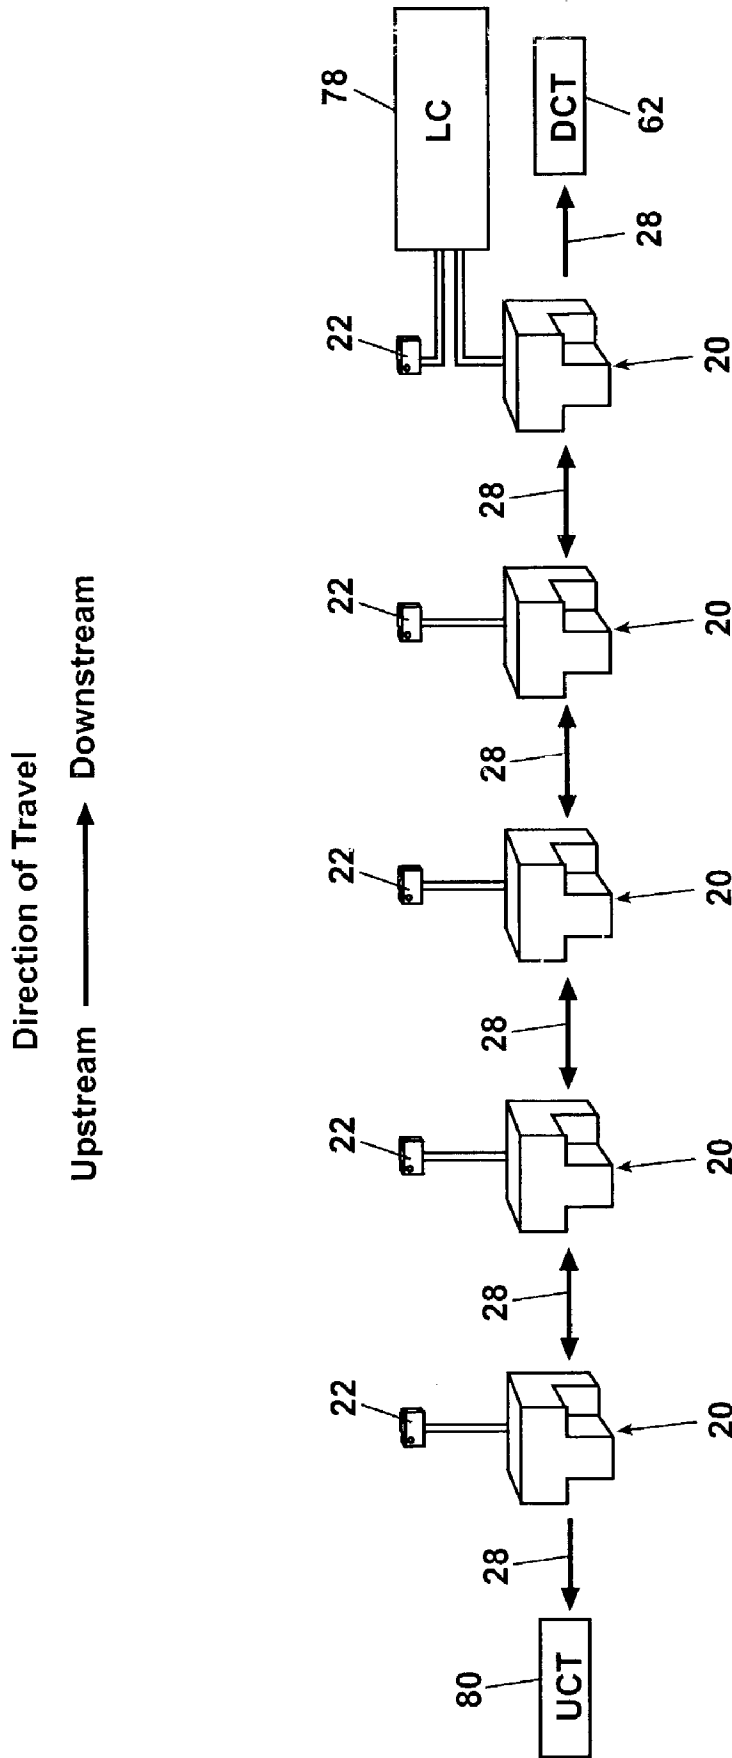 Direction of Travel
Upstream Downstream
22 22 22 22 22 78
LC
80 28 28 28 28 28
UCT DCT
28 62
20 20 20 20 20